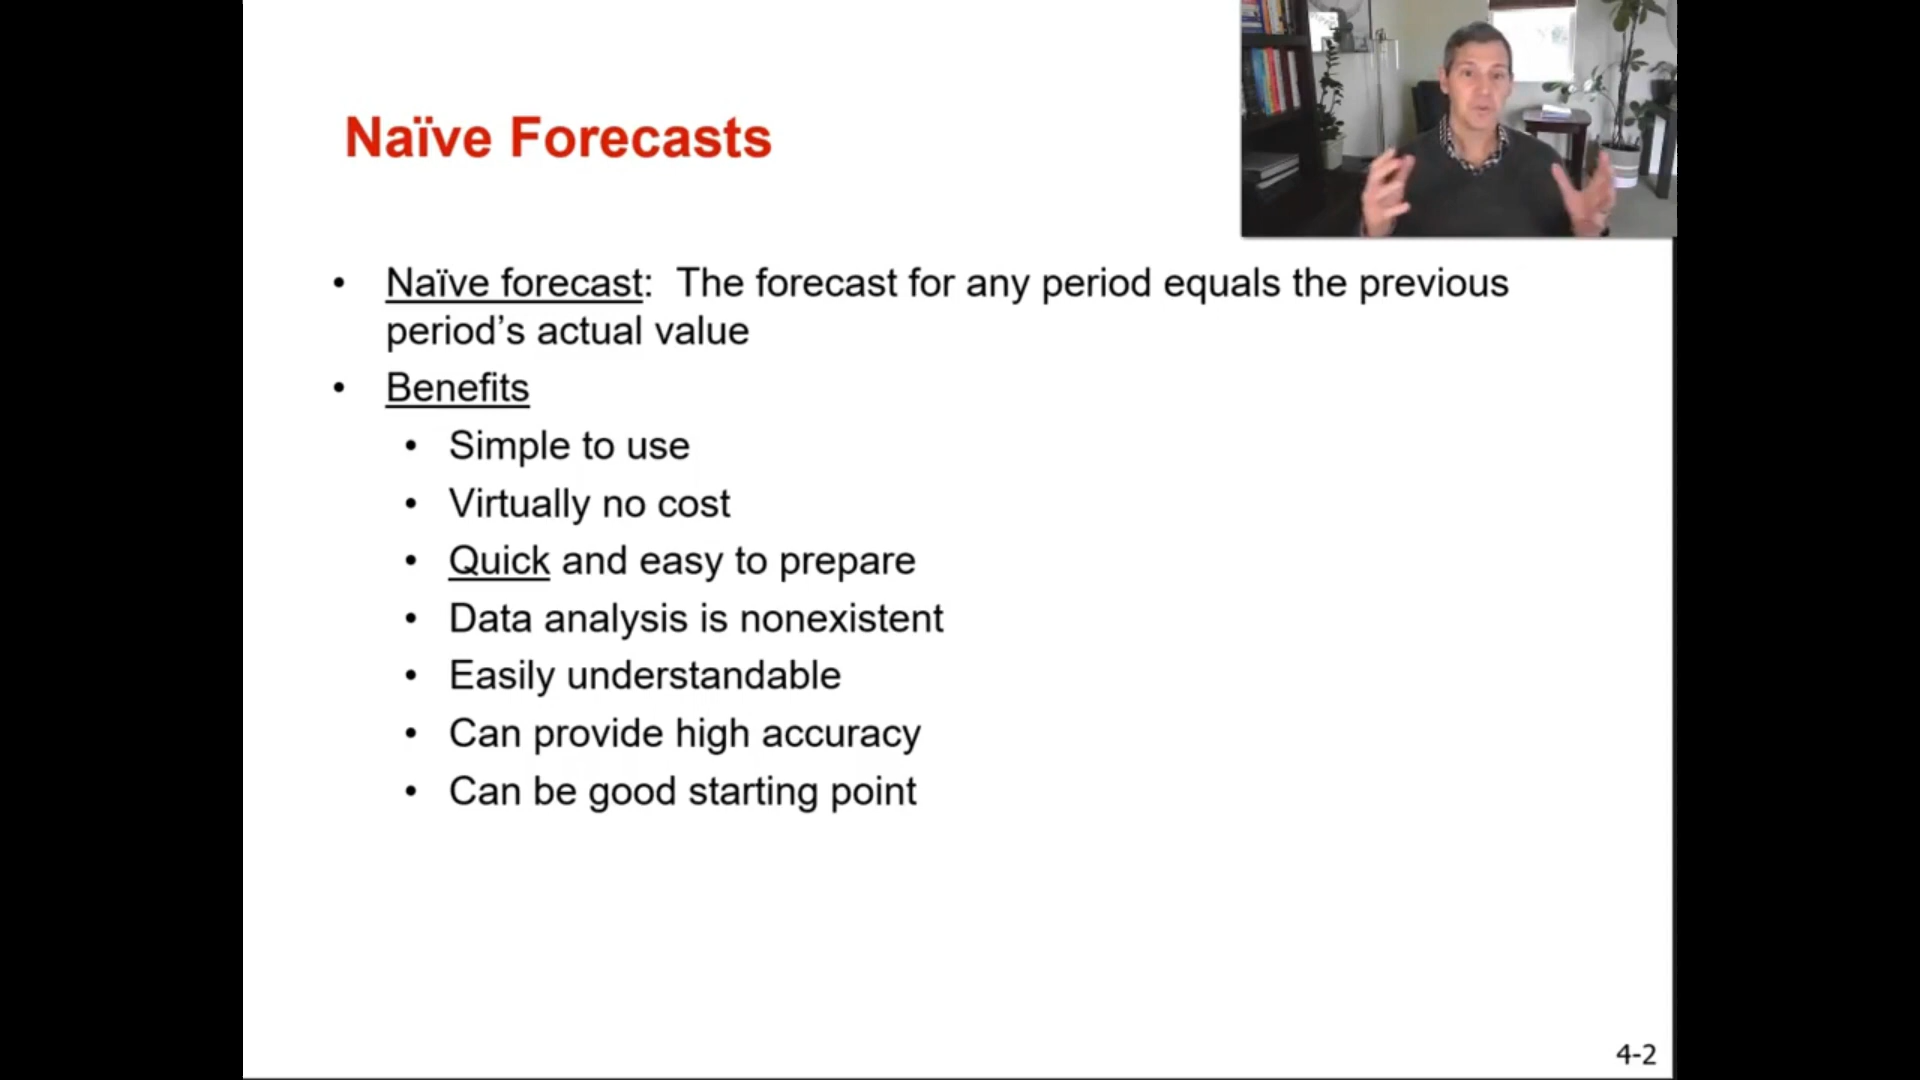 Naïve Forecasts
• Naïve forecast: The forecast for any period equals the previous
period’s actual value
• Benefits
• Simple to use
• Virtually no cost
• Quick and easy to prepare
• Data analysis is nonexistent
• Easily understandable
• Can provide high accuracy
• Can be good starting point
4-2